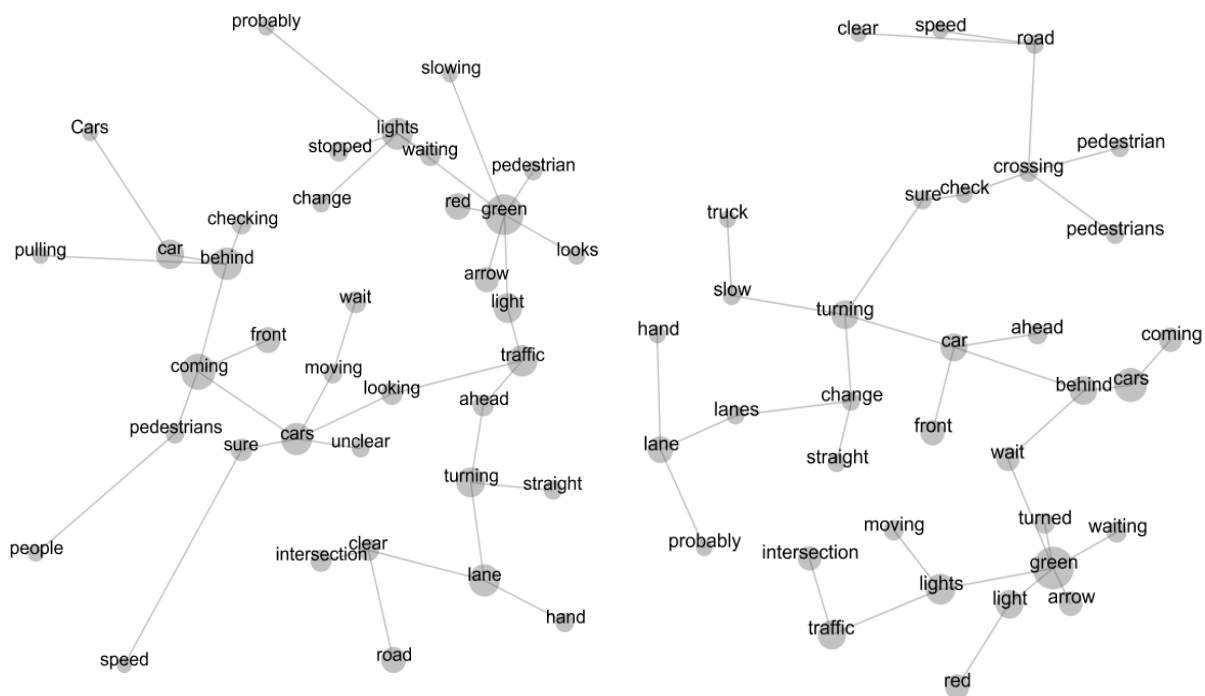 probably
slowing
lights
Cars
stopped
waiting
pedestrian
change
red
green
checking
pulling
car
behind
looks
arrow
wait
light
front
coming
moving
traffic
looking
ahead
pedestrians
sure
cars
unclear
turning
straight
people
intersection
clear
lane
hand
speed
road
clear
speed
road
pedestrian
crossing
sure
check
truck
pedestrians
slow
turning
hand
car
ahead
coming
behind
cars
change
lanes
front
lane
straight
wait
probably
moving
turned
waiting
intersection
green
lights
light
arrow
traffic
red